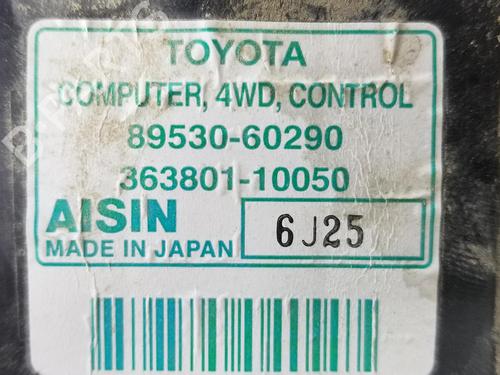 TOYOTA
COMPUTER, 4WD, CONTROL
89530-60290
363801-10050
AISIN
MADE IN JAPAN
6J25